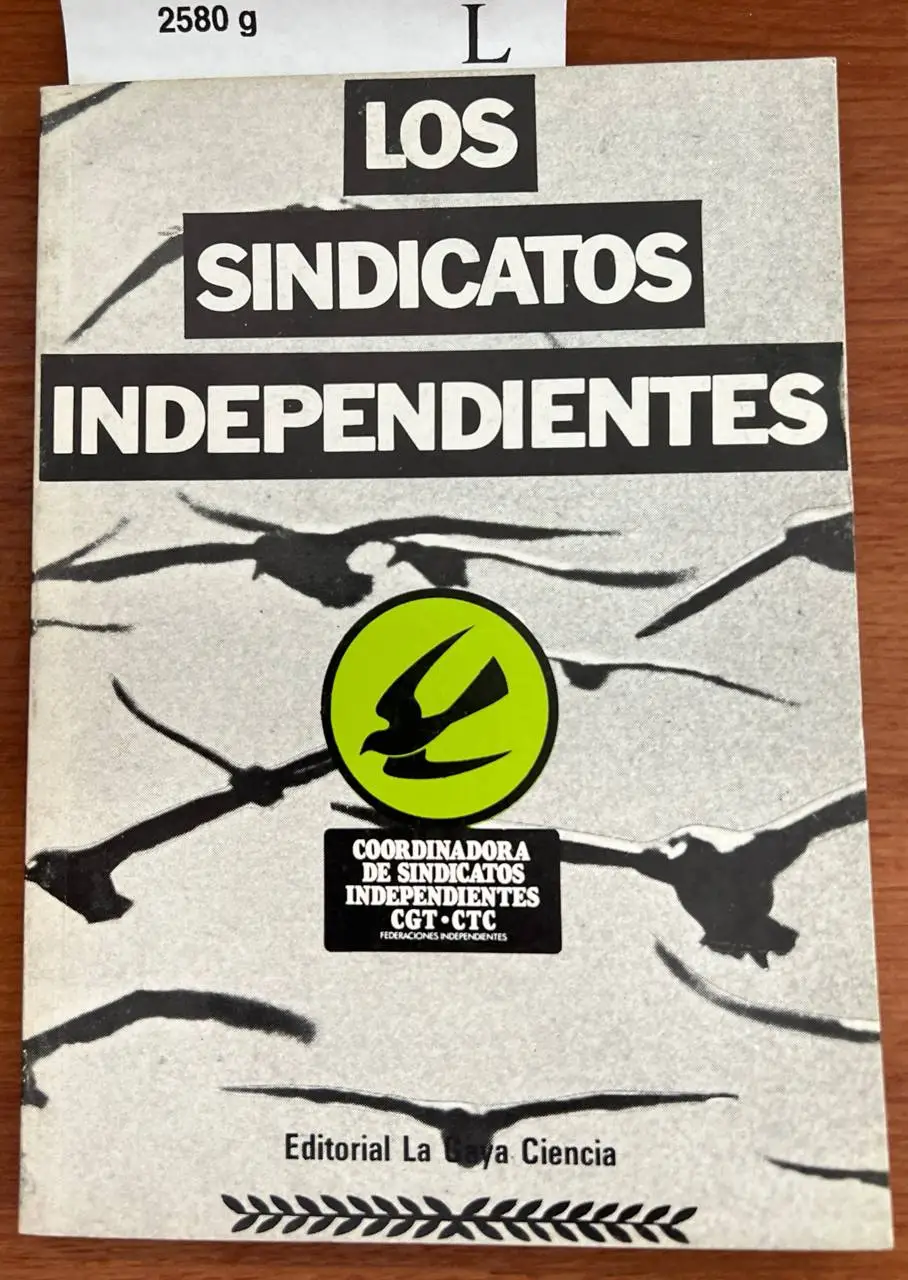 2580 g
L
LOS
SINDICATOS
INDEPENDIENTES
COORDINADORA
DE SINDICATOS
INDEPENDIENTES
CGT • CTC
FEDERACIONES INDEPENDIENTES
Editorial La Gaya Ciencia